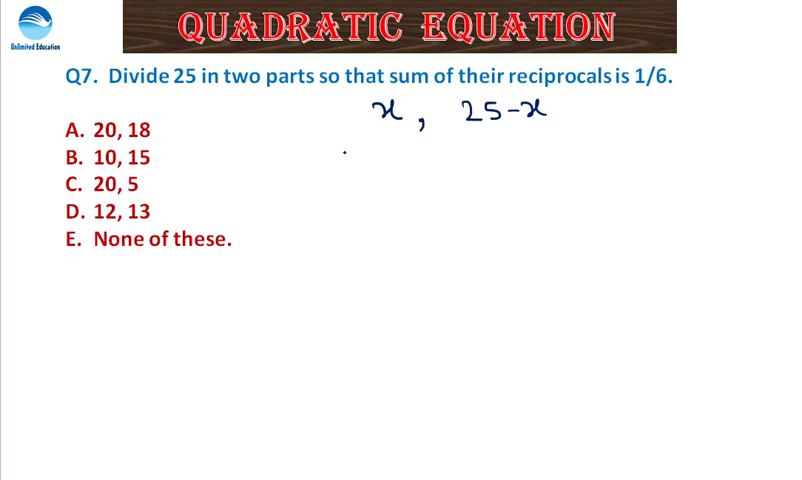 Unlimited Education
QUADRATIC EQUATION
Q7. Divide 25 in two parts so that sum of their reciprocals is 1/6.
x , 25-x
A. 20, 18
B. 10, 15
C. 20, 5
D. 12, 13
E. None of these.